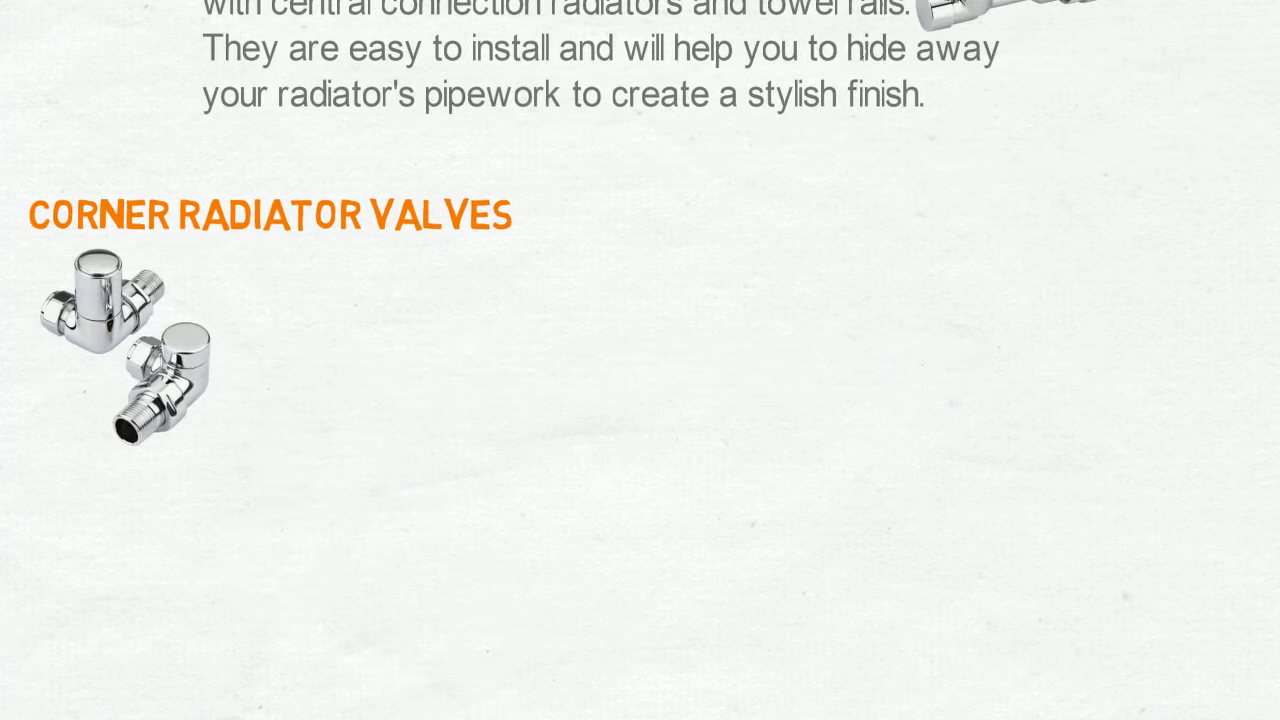 with central connection radiators and towel rails.
They are easy to install and will help you to hide away
your radiator's pipework to create a stylish finish.
CORNER RADIATOR VALVES